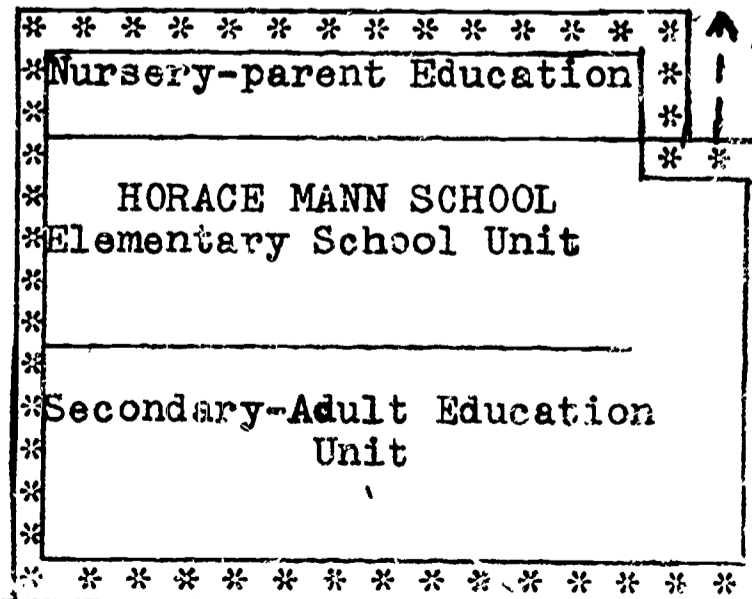 * * * * * * * * * * * * * *
*Nursery-parent Education *
*
*
* *
* HORACE MANN SCHOOL
*Elementary School Unit
*
*
*
*Secondary-Adult Education
* Unit
*
*
* * * * * * * * * * * * * * *